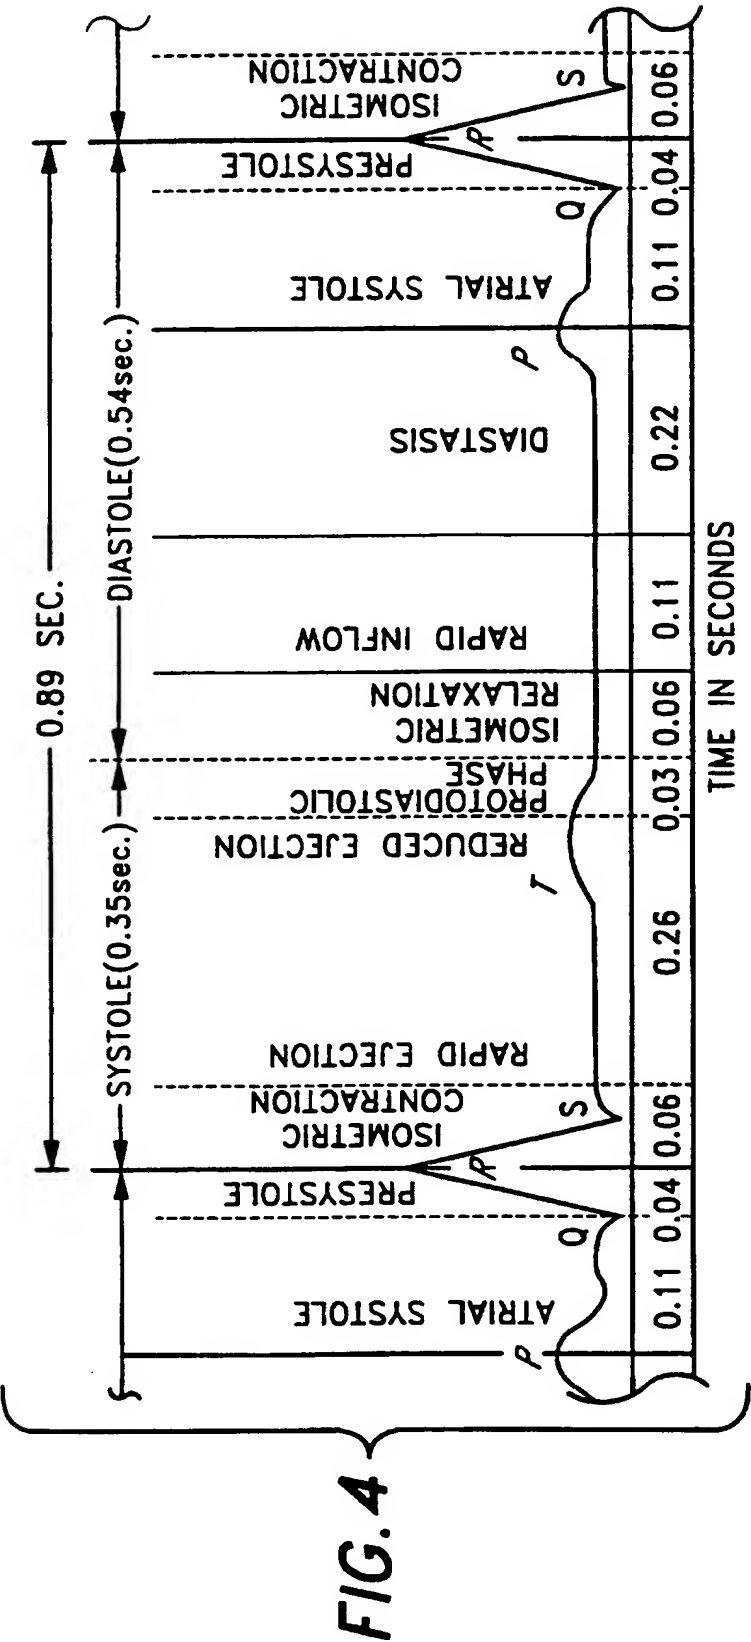 FIG. 4
0.89 SEC.
SYSTOLE(0.35sec.)
DIASTOLE(0.54sec.)
ATRIAL SYSTOLE
PRESYSTOLE
ISOMETRIC
CONTRACTION
RAPID EJECTION
REDUCED EJECTION
PROTODIASTOLIC
PHASE
ISOMETRIC
RELAXATION
RAPID INFLOW
DIASTASIS
ATRIAL SYSTOLE
PRESYSTOLE
ISOMETRIC
CONTRACTION
P
Q
R
S
T
P
Q
R
S
0.11 0.04 0.06 0.26 0.03 0.06 0.11 0.22 0.11 0.04 0.06
TIME IN SECONDS